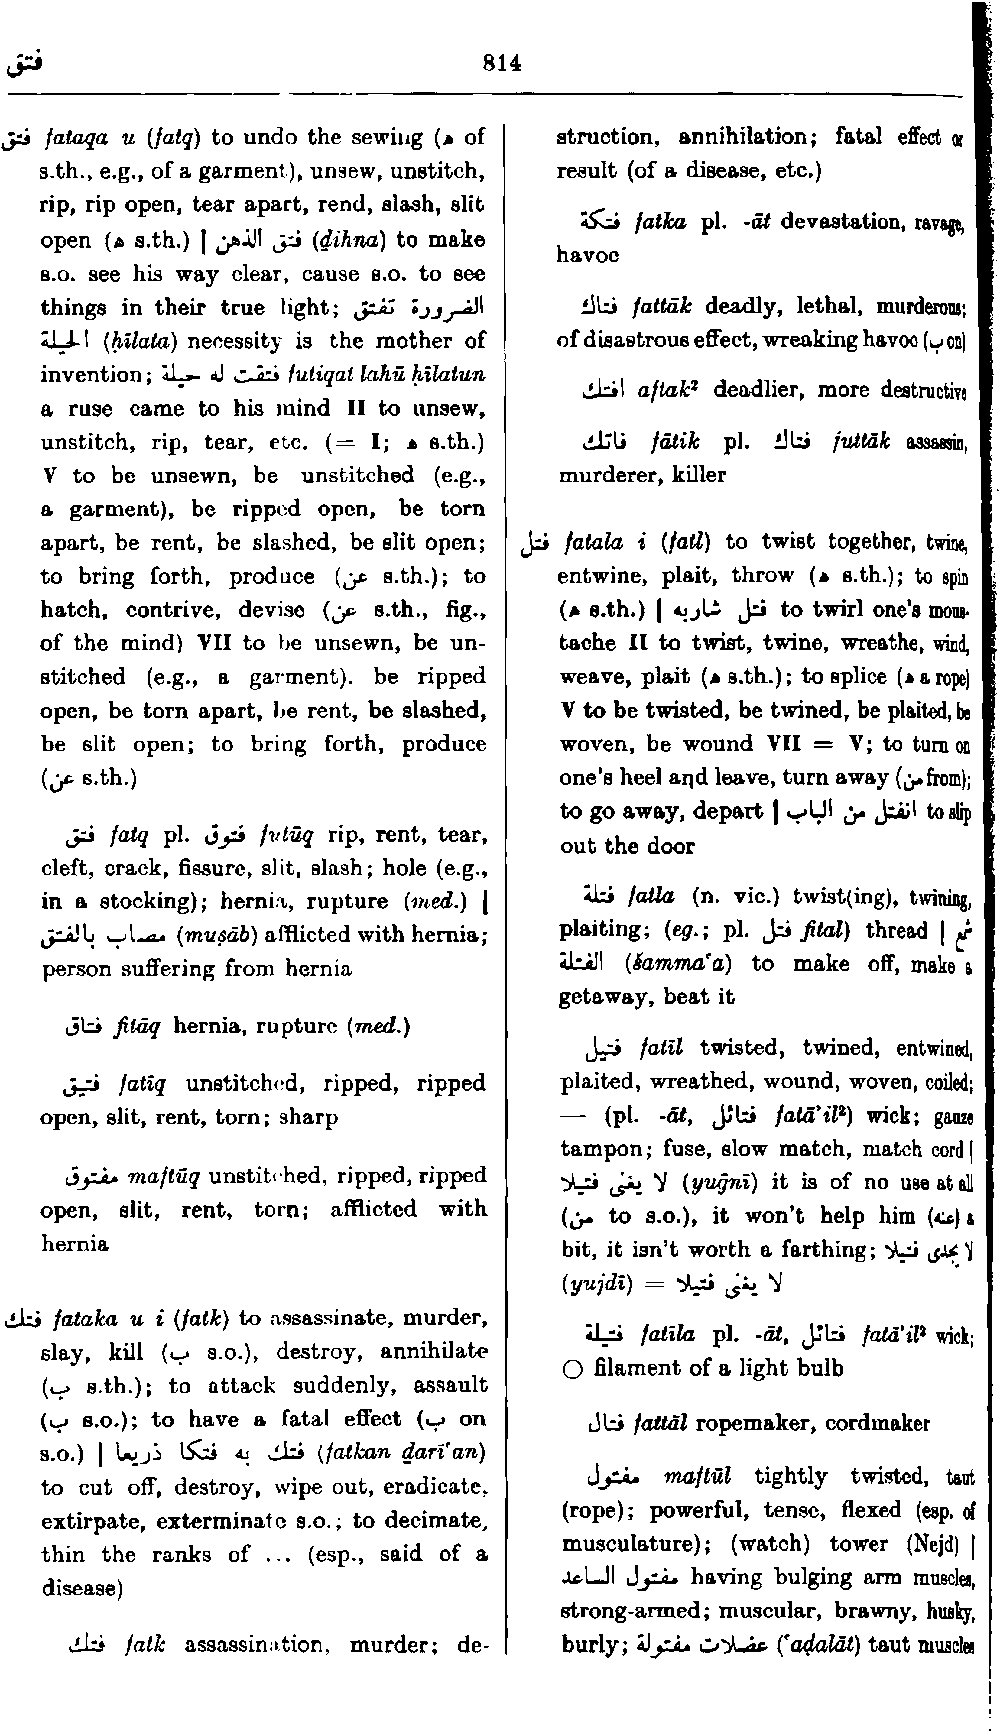 فتق
814
فتق fataqa u (fatq) to undo the sewing (ه of
s.th., e.g., of a garment), unsew, unstitch,
rip, rip open, tear apart, rend, slash, slit
open (ه s.th.) | فتق الذهن (ḏihna) to make
s.o. see his way clear, cause s.o. to see
things in their true light; الضرورة تفتق
الحيلة (ḥīlata) necessity is the mother of
invention; فتقت له حيلة futiqat lahū ḥīlatun
a ruse came to his mind II to unsew,
unstitch, rip, tear, etc. (= I; ه s.th.)
V to be unsewn, be unstitched (e.g.,
a garment), be ripped open, be torn
apart, be rent, be slashed, be slit open;
to bring forth, produce (عن s.th.); to
hatch, contrive, devise (عن s.th., fig.,
of the mind) VII to be unsewn, be un-
stitched (e.g., a garment). be ripped
open, be torn apart, be rent, be slashed,
be slit open; to bring forth, produce
(عن s.th.)
فتق fatq pl. فتوق futūq rip, rent, tear,
cleft, crack, fissure, slit, slash; hole (e.g.,
in a stocking); hernia, rupture (med.) |
مصاب بالفتق (muṣāb) afflicted with hernia;
person suffering from hernia
فتاق fitāq hernia, rupture (med.)
فتيق fatīq unstitched, ripped, ripped
open, slit, rent, torn; sharp
مفتوق maftūq unstitched, ripped, ripped
open, slit, rent, torn; afflicted with
hernia
فتك fataka u i (fatk) to assassinate, murder,
slay, kill (ب s.o.), destroy, annihilate
(ب s.th.); to attack suddenly, assault
(ب s.o.); to have a fatal effect (ب on
s.o.) | فتك به فتكا ذريعا (fatkan ḏarī‘an)
to cut off, destroy, wipe out, eradicate,
extirpate, exterminate s.o.; to decimate,
thin the ranks of ... (esp., said of a
disease)
فتك fatk assassination, murder; de-
struction, annihilation; fatal effect or
result (of a disease, etc.)
فتكة fatka pl. -āt devastation, ravage,
havoc
فتاك fattāk deadly, lethal, murderous;
of disastrous effect, wreaking havoc (ب on)
افتك aftak² deadlier, more destructive
فاتك fātik pl. فتاك futtāk assassin,
murderer, killer
فتل fatala i (fatl) to twist together, twine,
entwine, plait, throw (ه s.th.); to spin
(ه s.th.) | فتل شاربه to twirl one's mous-
tache II to twist, twine, wreathe, wind,
weave, plait (ه s.th.); to splice (ه a rope)
V to be twisted, be twined, be plaited, be
woven, be wound VII = V; to turn on
one's heel and leave, turn away (من from);
to go away, depart | انفتل من الباب to slip
out the door
فتلة fatla (n. vic.) twist(ing), twining,
plaiting; (eg.; pl. فتل fital) thread | شمع
الفتلة (šamma‘a) to make off, make a
getaway, beat it
فتيل fatīl twisted, twined, entwined,
plaited, wreathed, wound, woven, coiled;
— (pl. -āt, فتائل fatā’il²) wick; gauze
tampon; fuse, slow match, match cord |
لا يغنى فتيلا (yuḡnī) it is of no use at all
(من to s.o.), it won't help him (عنه) a
bit, it isn't worth a farthing; لا يجدى فتيلا
(yujdī) = لا يغنى فتيلا
فتيلة fatīla pl. -āt, فتائل fatā’il² wick;
○ filament of a light bulb
فتال fattāl ropemaker, cordmaker
مفتول maftūl tightly twisted, taut
(rope); powerful, tense, flexed (esp. of
musculature); (watch) tower (Nejd) |
مفتول الساعد having bulging arm muscles,
strong-armed; muscular, brawny, husky,
burly; عضلات مفتولة (‘aḍalāt) taut muscles